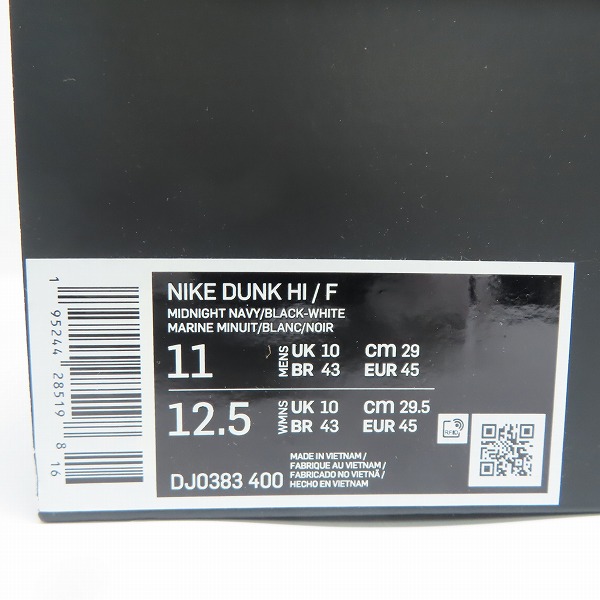 NIKE DUNK HI / F
MIDNIGHT NAVY/BLACK-WHITE
MARINE MINUIT/BLANC/NOIR
11 MENS UK 10 cm 29
BR 43 EUR 45
12.5 WMNS UK 10 cm 29.5
BR 43 EUR 45
RFID
DJ0383 400
MADE IN VIETNAM /
FABRIQUE AU VIETNAM /
FABRICADO NO VIETNÃ /
HECHO EN VIETNAM
1 95244 28519 8 16